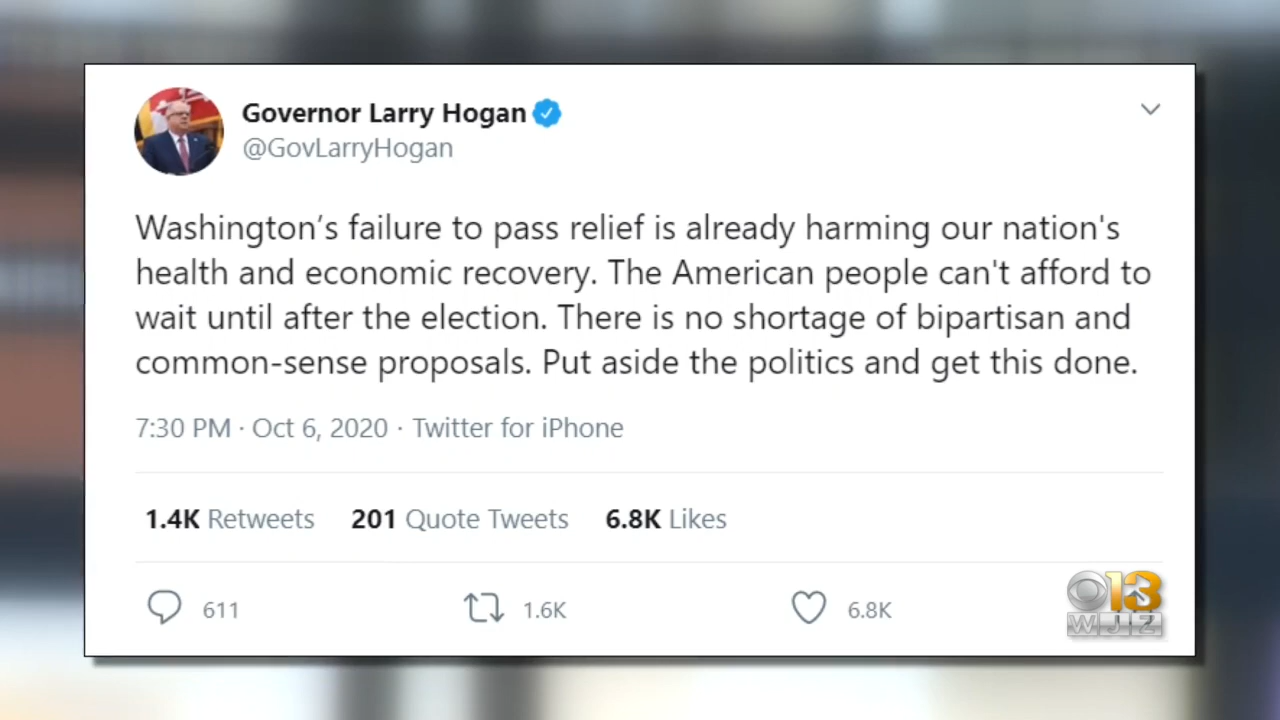 Governor Larry Hogan
@GovLarryHogan
Washington’s failure to pass relief is already harming our nation's
health and economic recovery. The American people can't afford to
wait until after the election. There is no shortage of bipartisan and
common-sense proposals. Put aside the politics and get this done.
7:30 PM · Oct 6, 2020 · Twitter for iPhone
1.4K Retweets 201 Quote Tweets 6.8K Likes
611 1.6K 6.8K
13
WJZ